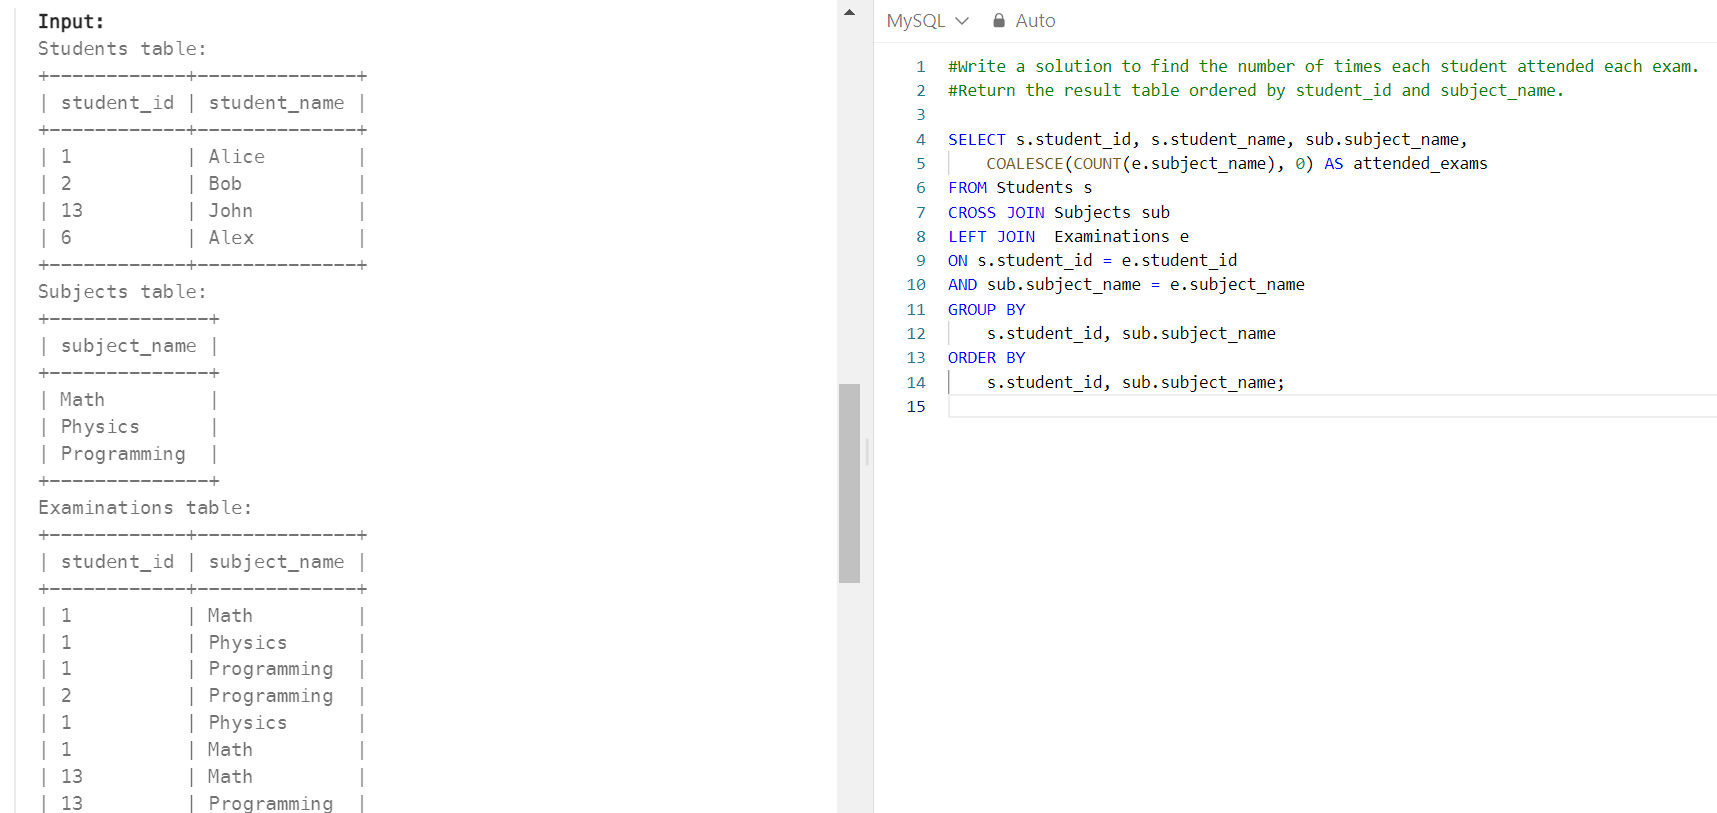 Input:
Students table:
+------------+--------------+
| student_id | student_name |
+------------+--------------+
| 1          | Alice        |
| 2          | Bob          |
| 13         | John         |
| 6          | Alex         |
+------------+--------------+
Subjects table:
+--------------+
| subject_name |
+--------------+
| Math         |
| Physics      |
| Programming  |
+--------------+
Examinations table:
+------------+--------------+
| student_id | subject_name |
+------------+--------------+
| 1          | Math         |
| 1          | Physics      |
| 1          | Programming  |
| 2          | Programming  |
| 1          | Physics      |
| 1          | Math         |
| 13         | Math         |
| 13         | Programming  |
MySQL Auto
1 #Write a solution to find the number of times each student attended each exam.
2 #Return the result table ordered by student_id and subject_name.
3
4 SELECT s.student_id, s.student_name, sub.subject_name,
5     COALESCE(COUNT(e.subject_name), 0) AS attended_exams
6 FROM Students s
7 CROSS JOIN Subjects sub
8 LEFT JOIN  Examinations e
9 ON s.student_id = e.student_id
10 AND sub.subject_name = e.subject_name
11 GROUP BY
12     s.student_id, sub.subject_name
13 ORDER BY
14     s.student_id, sub.subject_name;
15